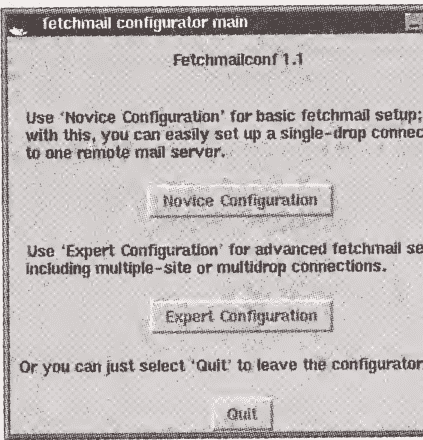 fetchmail configurator main
Fetchmailconf 1.1
Use 'Novice Configuration' for basic fetchmail setup;
with this, you can easily set up a single-drop connec
to one remote mail server.
Novice Configuration
Use 'Expert Configuration' for advanced fetchmail se
including multiple-site or multidrop connections.
Expert Configuration
Or you can just select 'Quit' to leave the configurator
Quit